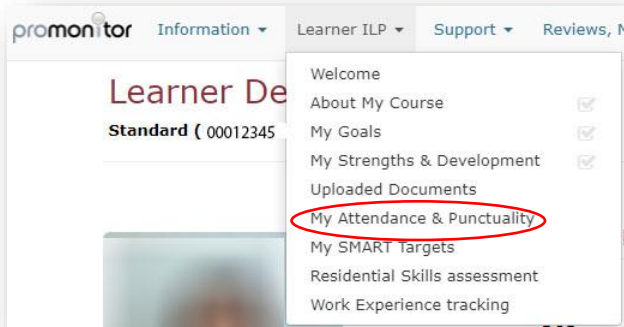 promonitor Information Learner ILP Support Reviews,
Learner De
Standard ( 00012345
Welcome
About My Course
My Goals
My Strengths & Development
Uploaded Documents
My Attendance & Punctuality
My SMART Targets
Residential Skills assessment
Work Experience tracking